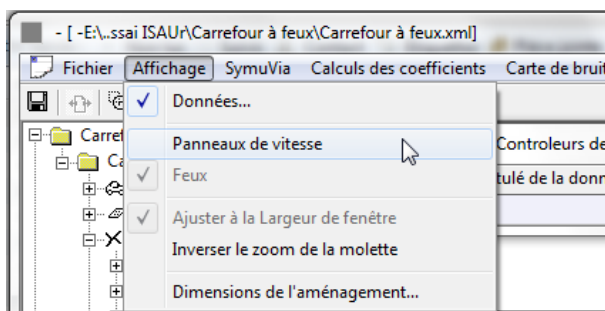 - [ -E:\..ssai ISAUr\Carrefour à feux\Carrefour à feux.xml]
Fichier Affichage SymuVia Calculs des coefficients Carte de bruit
Données...
Carref
Panneaux de vitesse
Controleurs de
Ca
Feux
tulé de la donn
Ajuster à la Largeur de fenêtre
Inverser le zoom de la molette
Dimensions de l'aménagement...